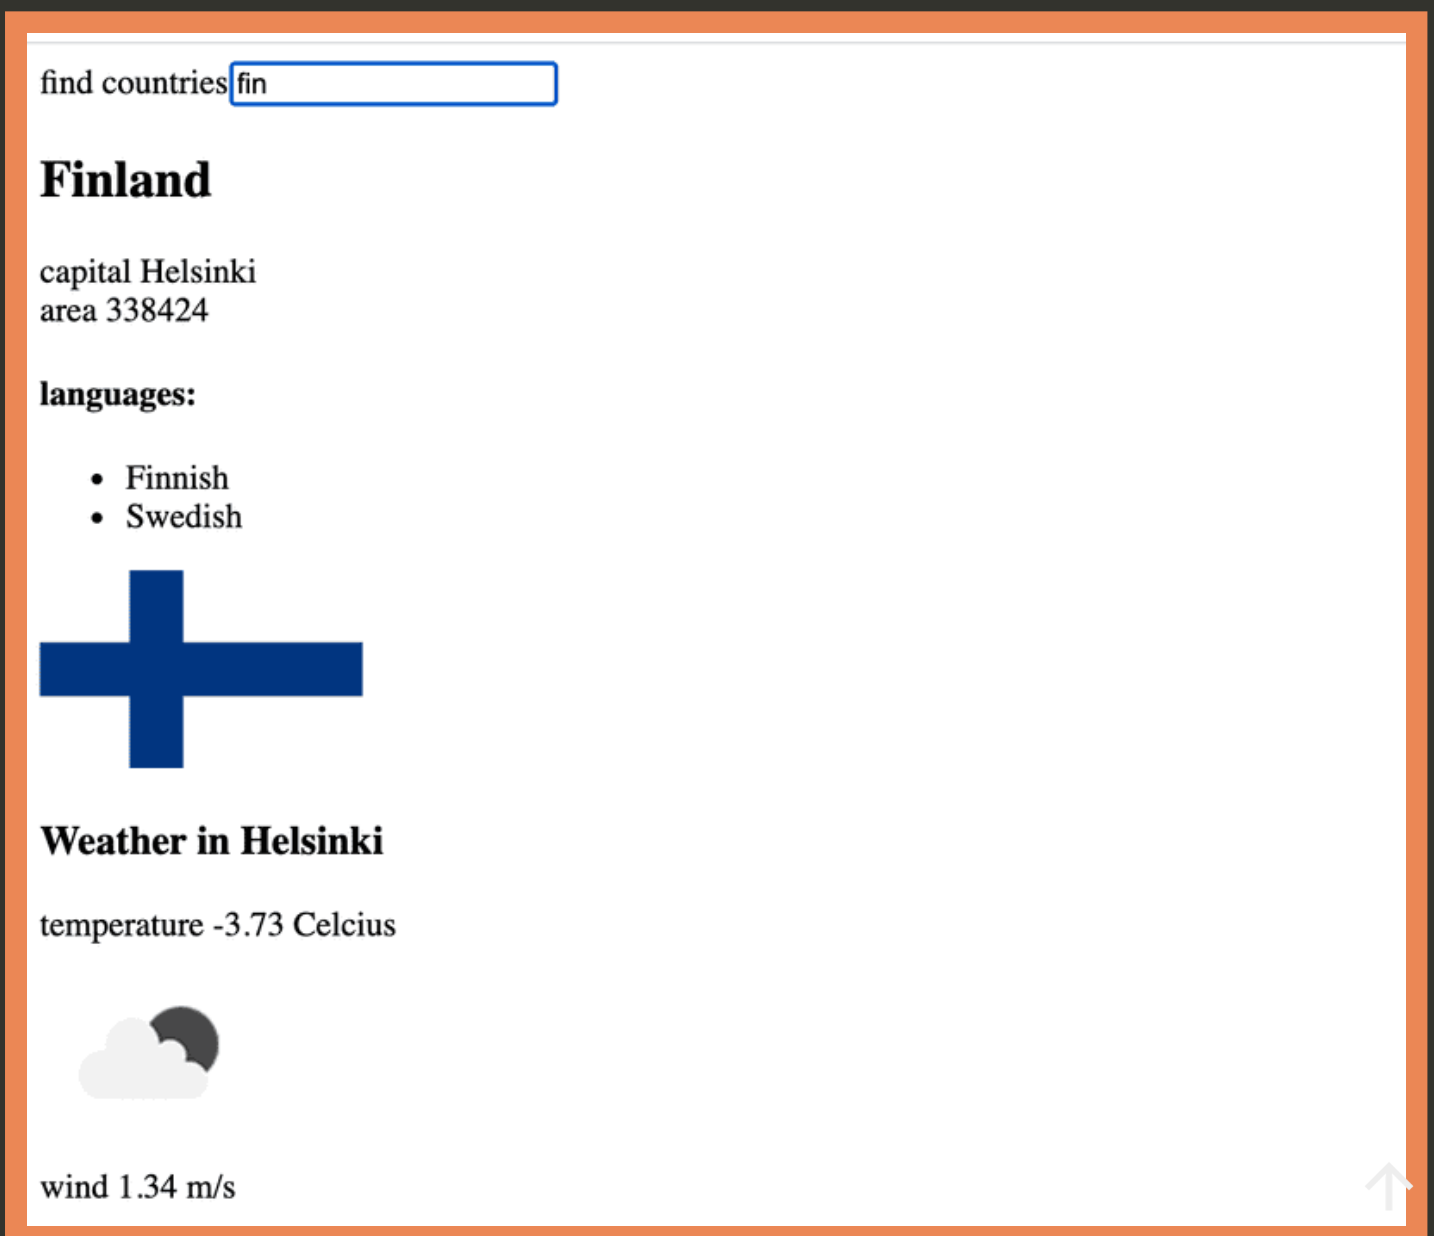 find countries fin
Finland
capital Helsinki
area 338424
languages:
Finnish
Swedish
Weather in Helsinki
temperature -3.73 Celcius
wind 1.34 m/s